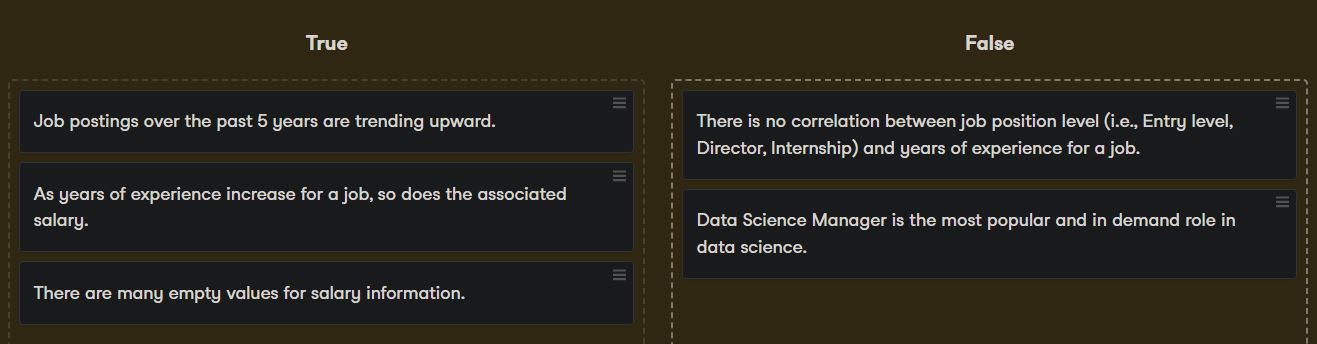 True
Job postings over the past 5 years are trending upward.
As years of experience increase for a job, so does the associated
salary.
There are many empty values for salary information.
False
There is no correlation between job position level (i.e., Entry level,
Director, Internship) and years of experience for a job.
Data Science Manager is the most popular and in demand role in
data science.